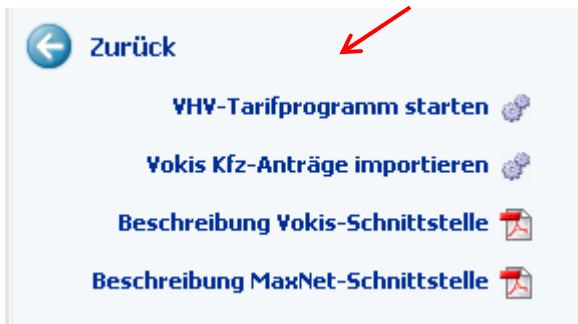 Zurück
VHV-Tarifprogramm starten
Vokis Kfz-Anträge importieren
Beschreibung Vokis-Schnittstelle
Beschreibung MaxNet-Schnittstelle